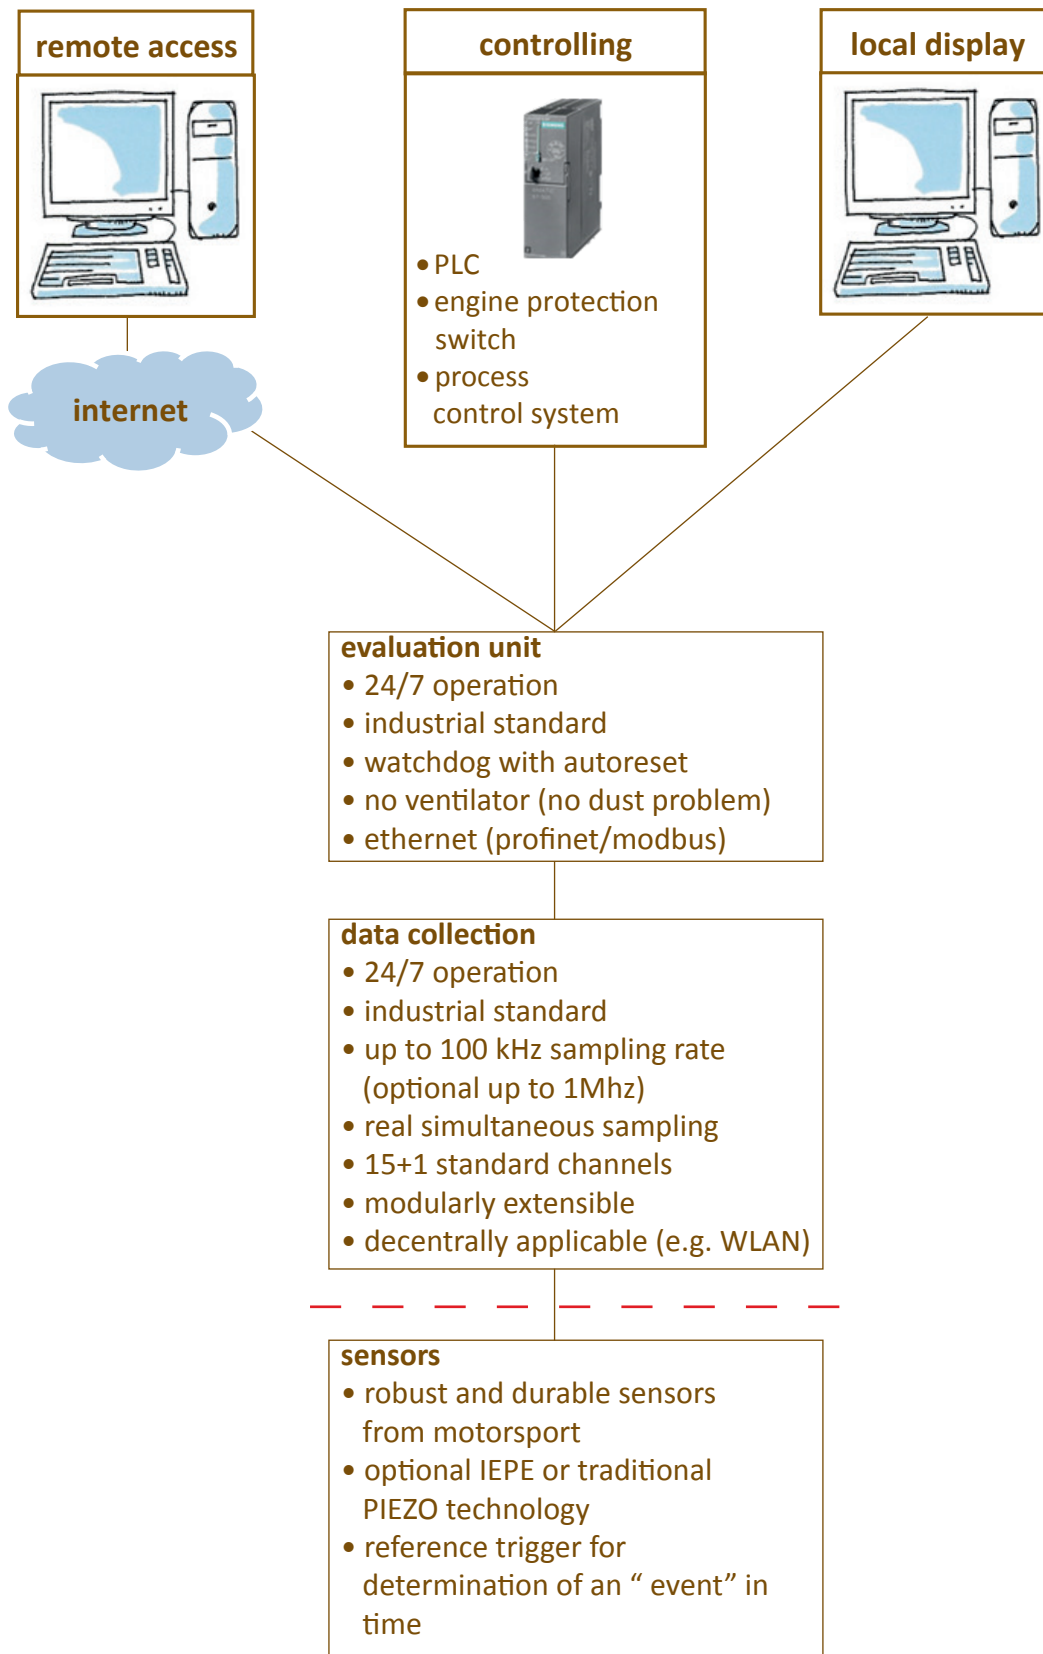 remote access
controlling
local display
SIEMENS
• PLC
• engine protection
switch
• process
control system
internet
evaluation unit
• 24/7 operation
• industrial standard
• watchdog with autoreset
• no ventilator (no dust problem)
• ethernet (profinet/modbus)
data collection
• 24/7 operation
• industrial standard
• up to 100 kHz sampling rate
(optional up to 1Mhz)
• real simultaneous sampling
• 15+1 standard channels
• modularly extensible
• decentrally applicable (e.g. WLAN)
sensors
• robust and durable sensors
from motorsport
• optional IEPE or traditional
PIEZO technology
• reference trigger for
determination of an “ event” in
time